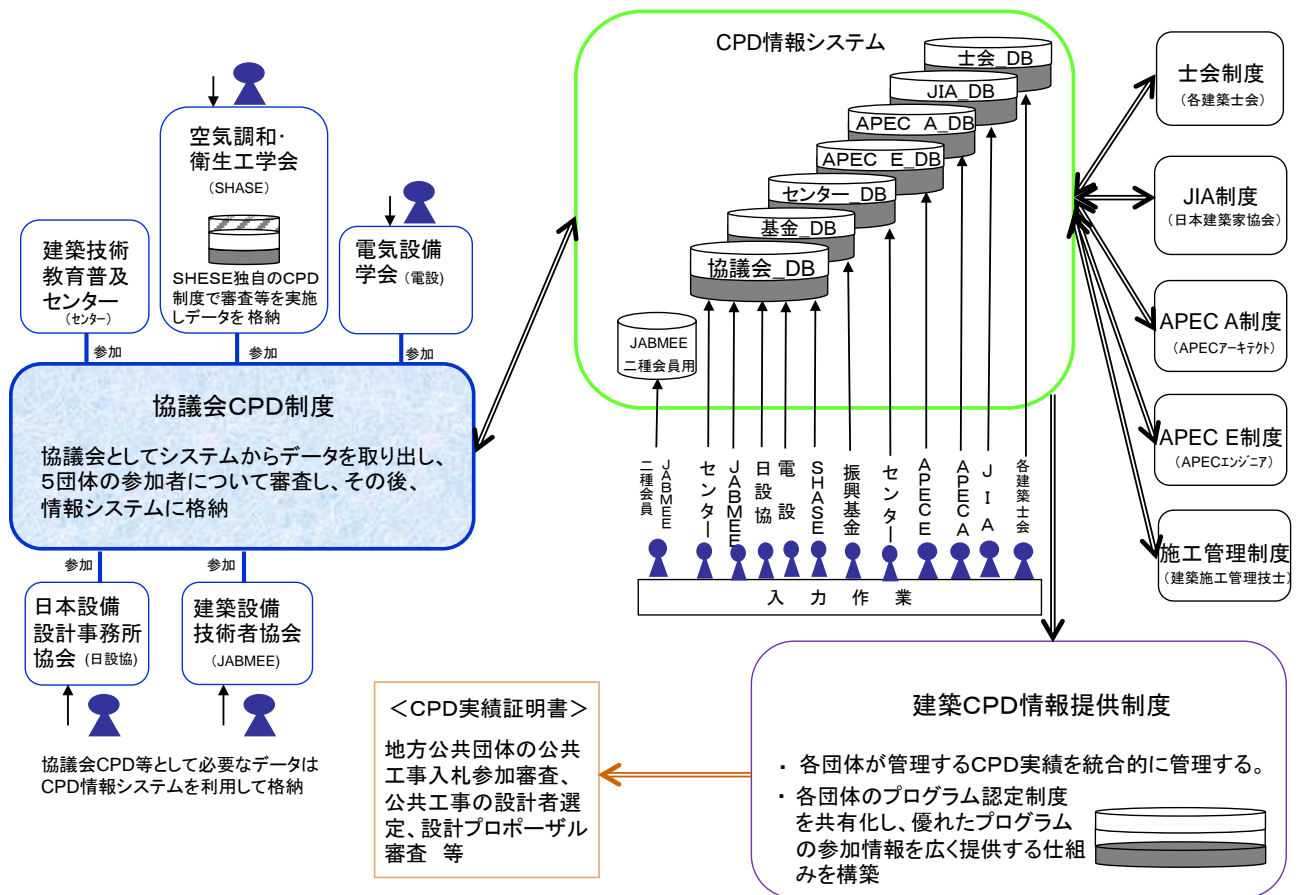 空気調和・
衛生工学会
(SHASE)
SHESE独自のCPD
制度で審査等を実施
しデータを 格納
建築技術
教育普及
センター
(センター)
電気設備
学会 (電設)
参加
参加
参加
協議会CPD制度
協議会としてシステムからデータを取り出し、
5団体の参加者について審査し、その後、
情報システムに格納
参加
参加
日本設備
設計事務所
協会 (日設協)
建築設備
技術者協会
(JABMEE)
協議会CPD等として必要なデータは
CPD情報システムを利用して格納
CPD情報システム
士会_DB
JIA_DB
APEC A_DB
APEC E_DB
センター_DB
基金_DB
協議会_DB
JABMEE
二種会員用
JABMEE
二種会員
センター
JABMEE
日設協
電設
SHASE
振興基金
センター
APECE
APECA
JIA
各建築士会
入 力 作 業
士会制度
(各建築士会)
JIA制度
(日本建築家協会)
APEC A制度
(APECアーキテクト)
APEC E制度
(APECエンジニア)
施工管理制度
(建築施工管理技士)
<CPD実績証明書>
地方公共団体の公共
工事入札参加審査、
公共工事の設計者選
定、設計プロポーザル
審査 等
建築CPD情報提供制度
・ 各団体が管理するCPD実績を統合的に管理する。
・ 各団体のプログラム認定制度
を共有化し、優れたプログラム
の参加情報を広く提供する仕組
みを構築